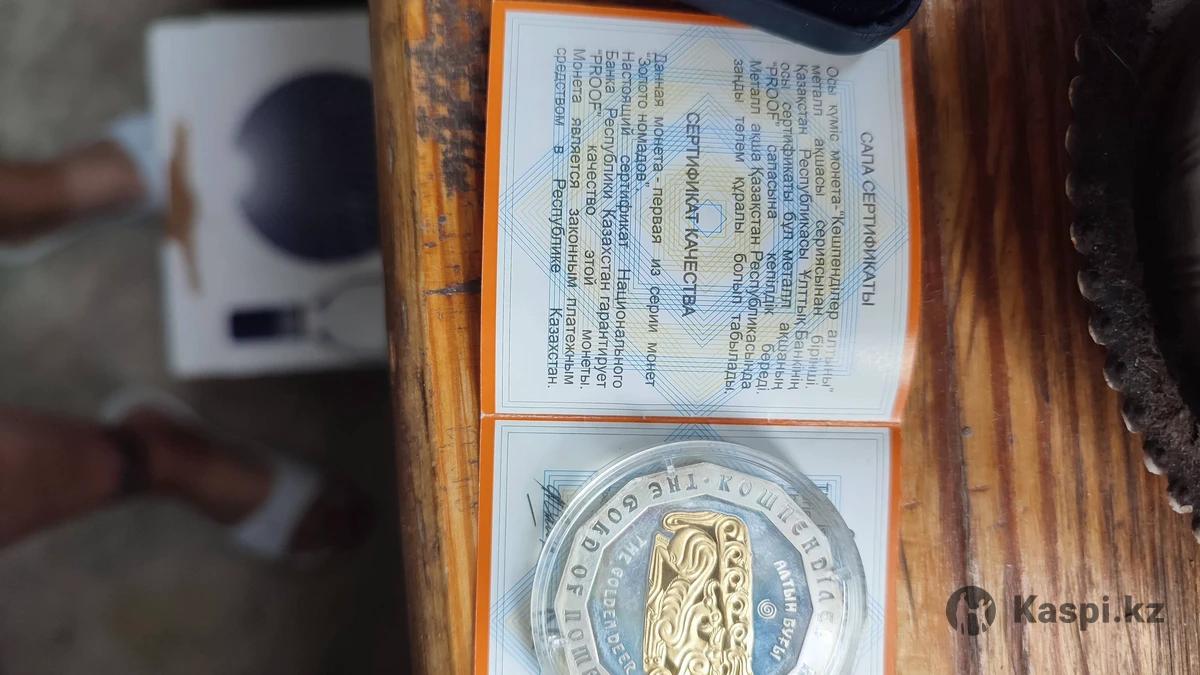 САПА СЕРТИФИКАТЫ
Осы күміс монета-"Көшпенділер алтыны"
металл ақшасы сериясынан бірінші.
Қазақстан Республикасы Ұлттық Банкінің
осы сертификаты бұл металл ақшаның
"PROOF" сапасына кепілдік береді.
Металл ақша Қазақстан Республикасында
заңды төлем құралы болып табылады.
СЕРТИФИКАТ КАЧЕСТВА
Данная монета - первая из серии монет
"Золото номадов".
Настоящий сертификат Национального
Банка Республики Казахстан гарантирует
"PROOF" качество этой монеты.
Монета является законным платежным
средством в Республике Казахстан.
THE GOLD OF
КӨШПЕНДІЛЕР
АЛТЫН БҰҒЫ
THE GOLDEN DEER
Kaspi.kz